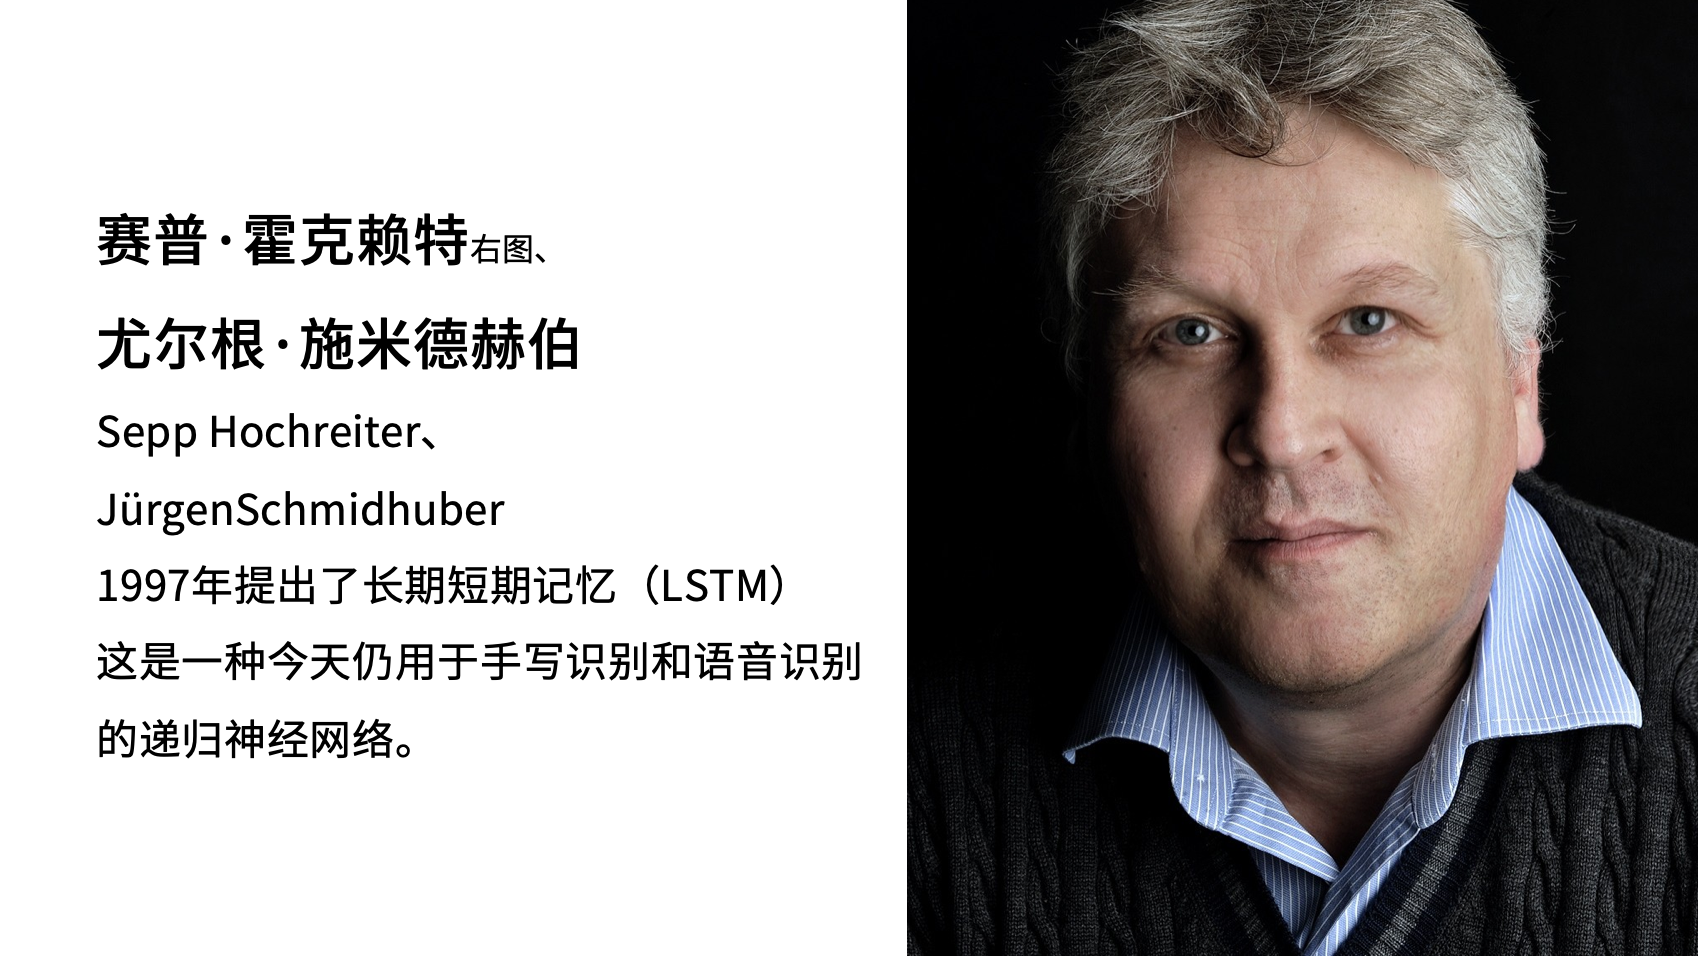 赛普·霍克赖特右图、
尤尔根·施米德赫伯
Sepp Hochreiter、
JürgenSchmidhuber
1997年提出了长期短期记忆（LSTM）
这是一种今天仍用于手写识别和语音识别
的递归神经网络。